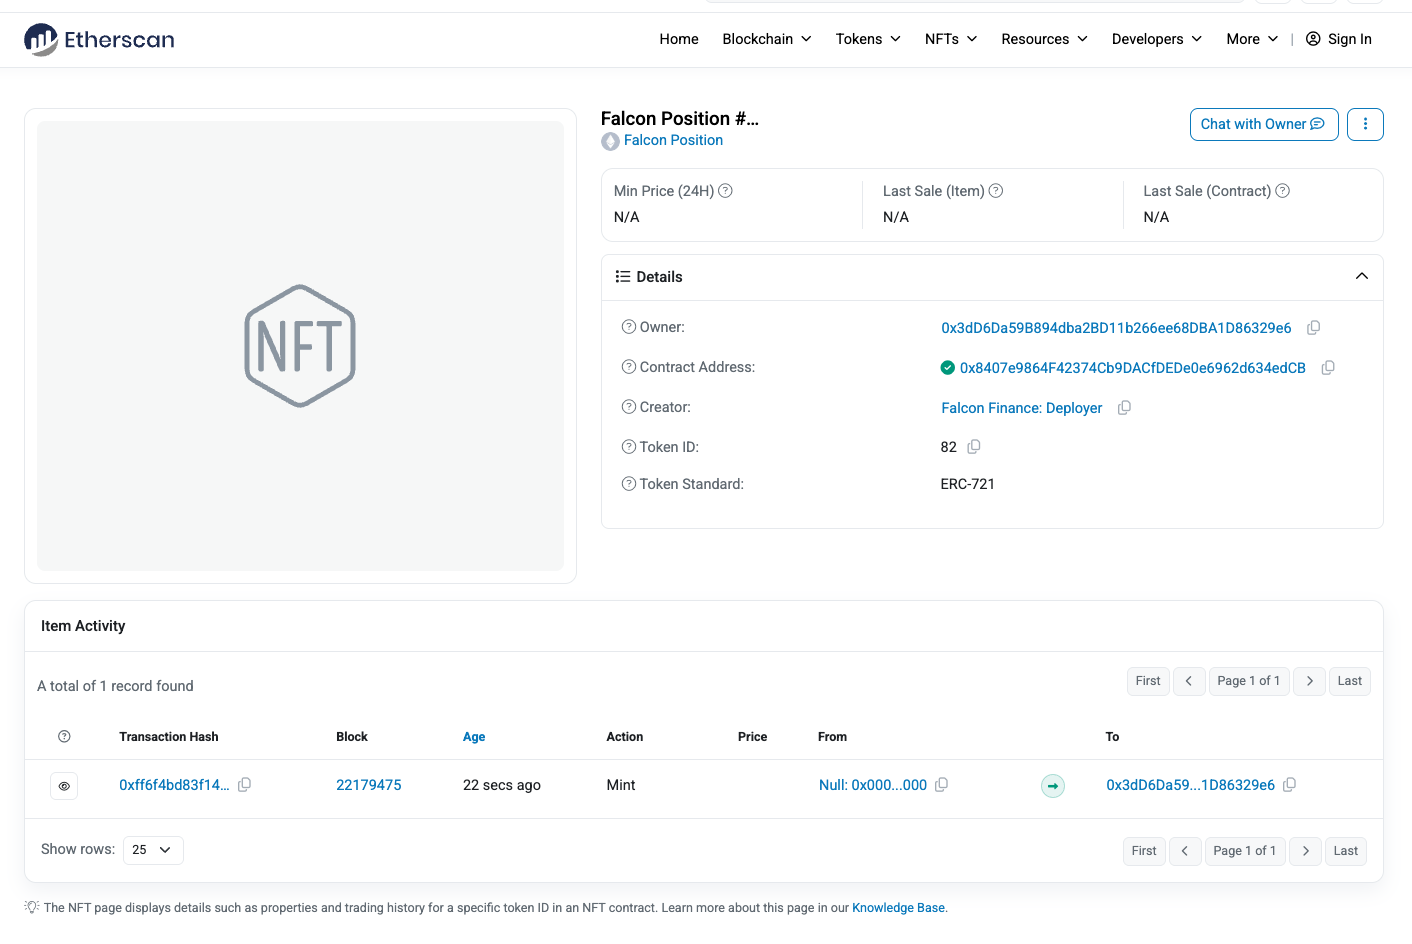 Etherscan
Home Blockchain Tokens NFTs Resources Developers More | Sign In
NFT
Falcon Position #...
Falcon Position
Chat with Owner
Min Price (24H)
N/A
Last Sale (Item)
N/A
Last Sale (Contract)
N/A
Details
Owner: 0x3dD6Da59B894dba2BD11b266ee68DBA1D86329e6
Contract Address: 0x8407e9864F42374Cb9DACfDEDe0e6962d634edCB
Creator: Falcon Finance: Deployer
Token ID: 82
Token Standard: ERC-721
Item Activity
A total of 1 record found
First Page 1 of 1 Last
Transaction Hash Block Age Action Price From To
0xff6f4bd83f14... 22179475 22 secs ago Mint Null: 0x000...000 0x3dD6Da59...1D86329e6
Show rows: 25
First Page 1 of 1 Last
The NFT page displays details such as properties and trading history for a specific token ID in an NFT contract. Learn more about this page in our Knowledge Base.